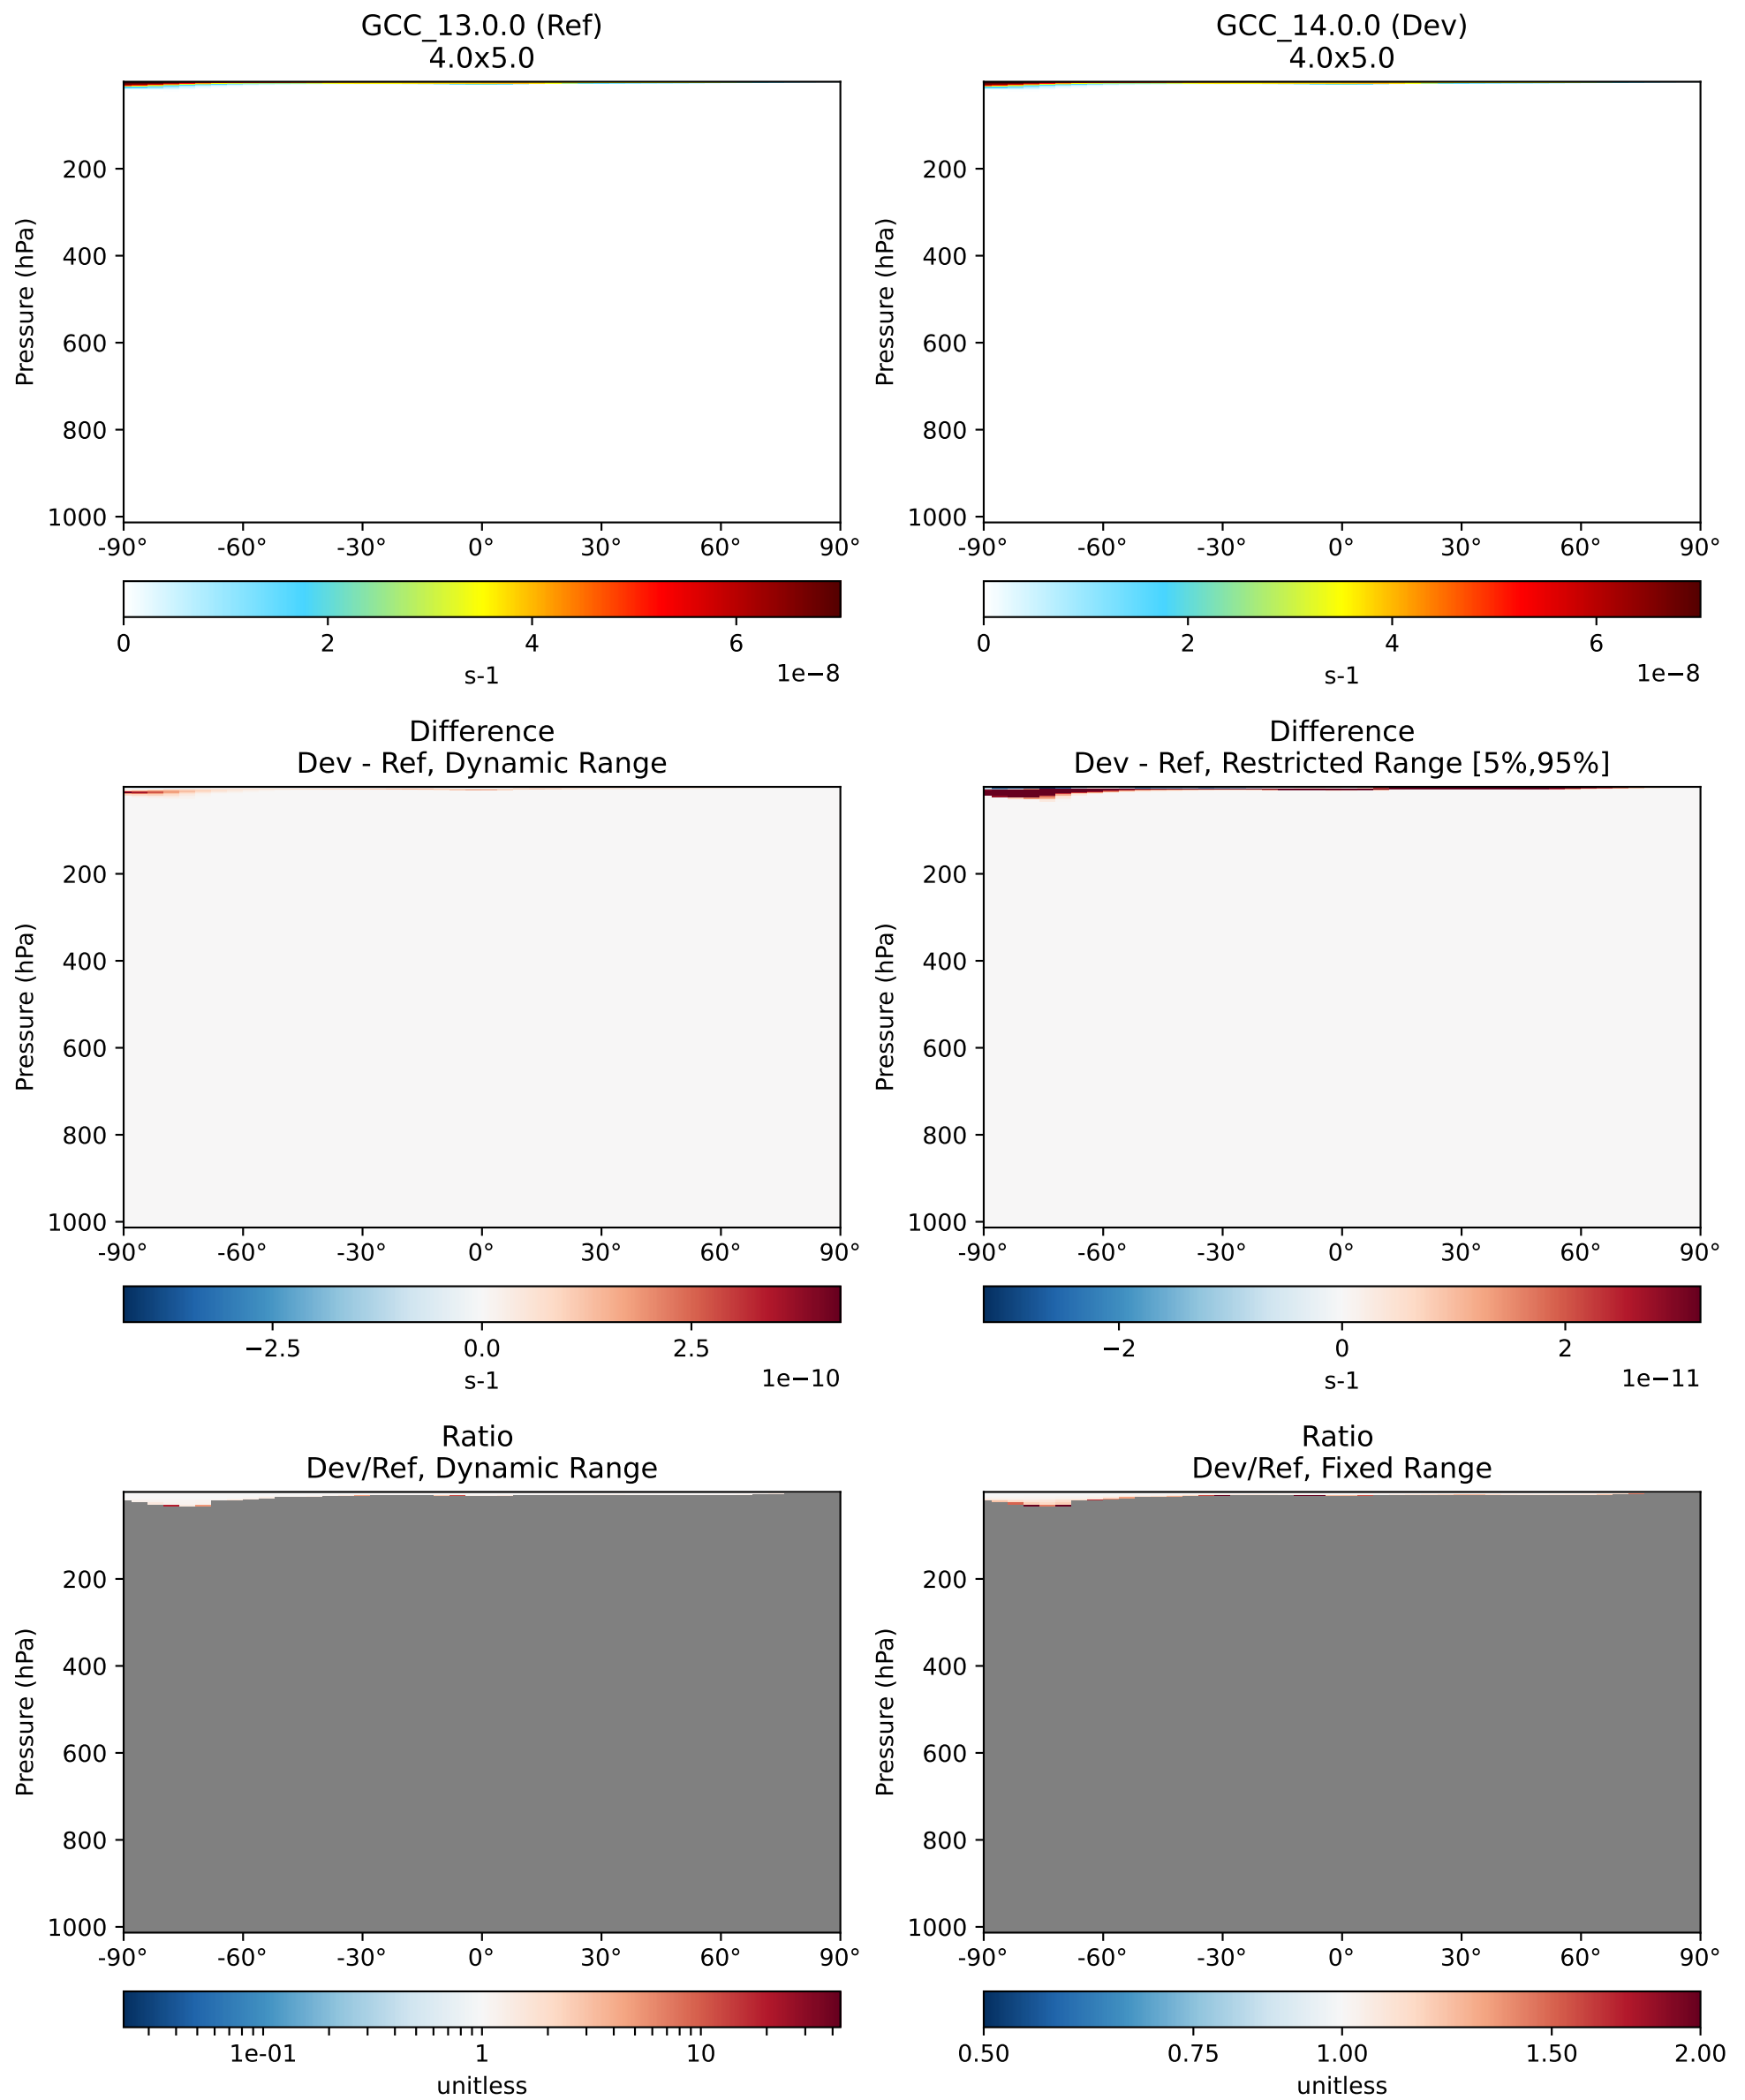 GCC_13.0.0 (Ref)
4.0x5.0
200
400
600
800
1000
Pressure (hPa)
-90° -60° -30° 0° 30° 60° 90°
0 2 4 6
1e−8
s-1
GCC_14.0.0 (Dev)
4.0x5.0
200
400
600
800
1000
Pressure (hPa)
-90° -60° -30° 0° 30° 60° 90°
0 2 4 6
1e−8
s-1
Difference
Dev - Ref, Dynamic Range
200
400
600
800
1000
Pressure (hPa)
-90° -60° -30° 0° 30° 60° 90°
−2.5 0.0 2.5
1e−10
s-1
Difference
Dev - Ref, Restricted Range [5%,95%]
200
400
600
800
1000
Pressure (hPa)
-90° -60° -30° 0° 30° 60° 90°
−2 0 2
1e−11
s-1
Ratio
Dev/Ref, Dynamic Range
200
400
600
800
1000
Pressure (hPa)
-90° -60° -30° 0° 30° 60° 90°
1e-01 1 10
unitless
Ratio
Dev/Ref, Fixed Range
200
400
600
800
1000
Pressure (hPa)
-90° -60° -30° 0° 30° 60° 90°
0.50 0.75 1.00 1.50 2.00
unitless